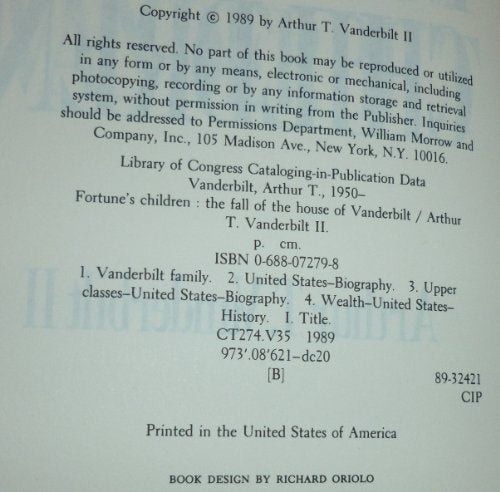 Copyright © 1989 by Arthur T. Vanderbilt II
All rights reserved. No part of this book may be reproduced or utilized
in any form or by any means, electronic or mechanical, including
photocopying, recording or by any information storage and retrieval
system, without permission in writing from the Publisher. Inquiries
should be addressed to Permissions Department, William Morrow and
Company, Inc., 105 Madison Ave., New York, N.Y. 10016.
Library of Congress Cataloging-in-Publication Data
Vanderbilt, Arthur T., 1950–
Fortune's children : the fall of the house of Vanderbilt / Arthur
T. Vanderbilt II.
p. cm.
ISBN 0-688-07279-8
1. Vanderbilt family. 2. United States–Biography. 3. Upper
classes–United States–Biography. 4. Wealth–United States–
History. I. Title.
CT274.V35 1989
973'.08'621–dc20
[B] 89-32421
CIP
Printed in the United States of America
BOOK DESIGN BY RICHARD ORIOLO